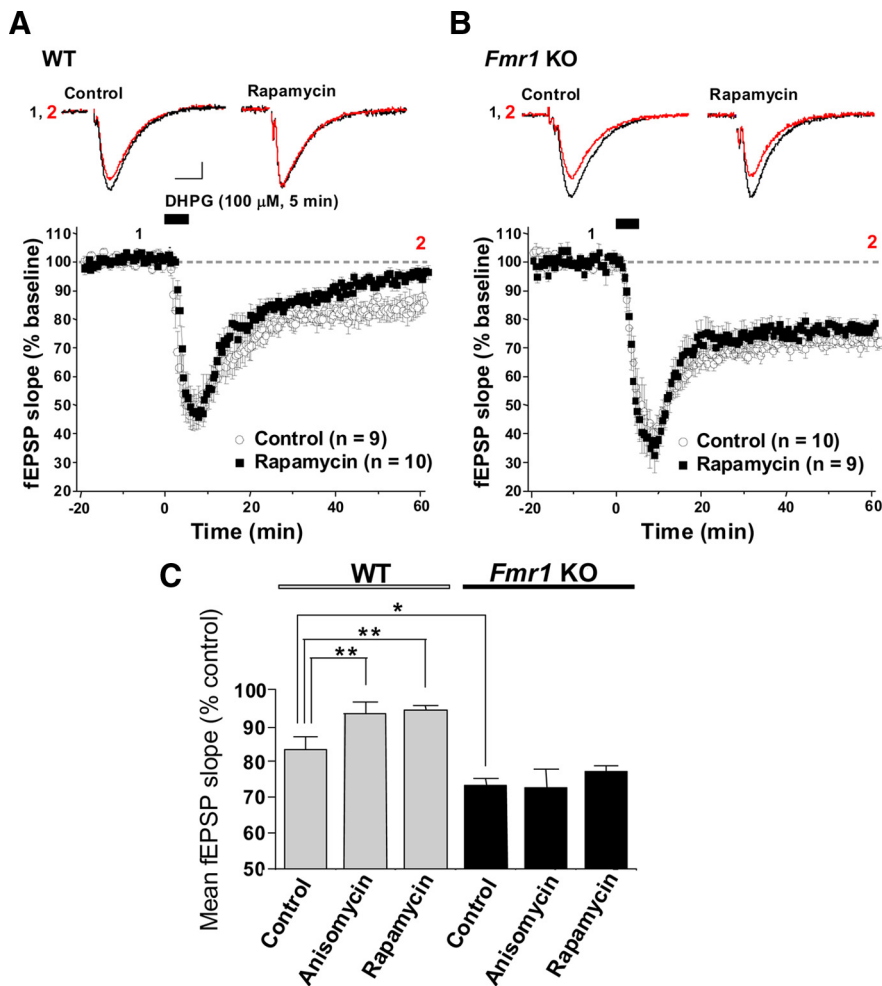 A
WT
Control
Rapamycin
1, 2
DHPG (100 µM, 5 min)
1
2
110
100
90
80
70
60
50
40
30
20
fEPSP slope (% baseline)
Control (n = 9)
Rapamycin (n = 10)
-20
0
20
40
60
Time (min)
B
Fmr1 KO
Control
Rapamycin
1, 2
1
2
110
100
90
80
70
60
50
40
30
20
fEPSP slope (% baseline)
Control (n = 10)
Rapamycin (n = 9)
-20
0
20
40
60
Time (min)
C
WT
Fmr1 KO
*
**
**
100
90
80
70
60
50
Mean fEPSP slope (% control)
Control
Anisomycin
Rapamycin
Control
Anisomycin
Rapamycin